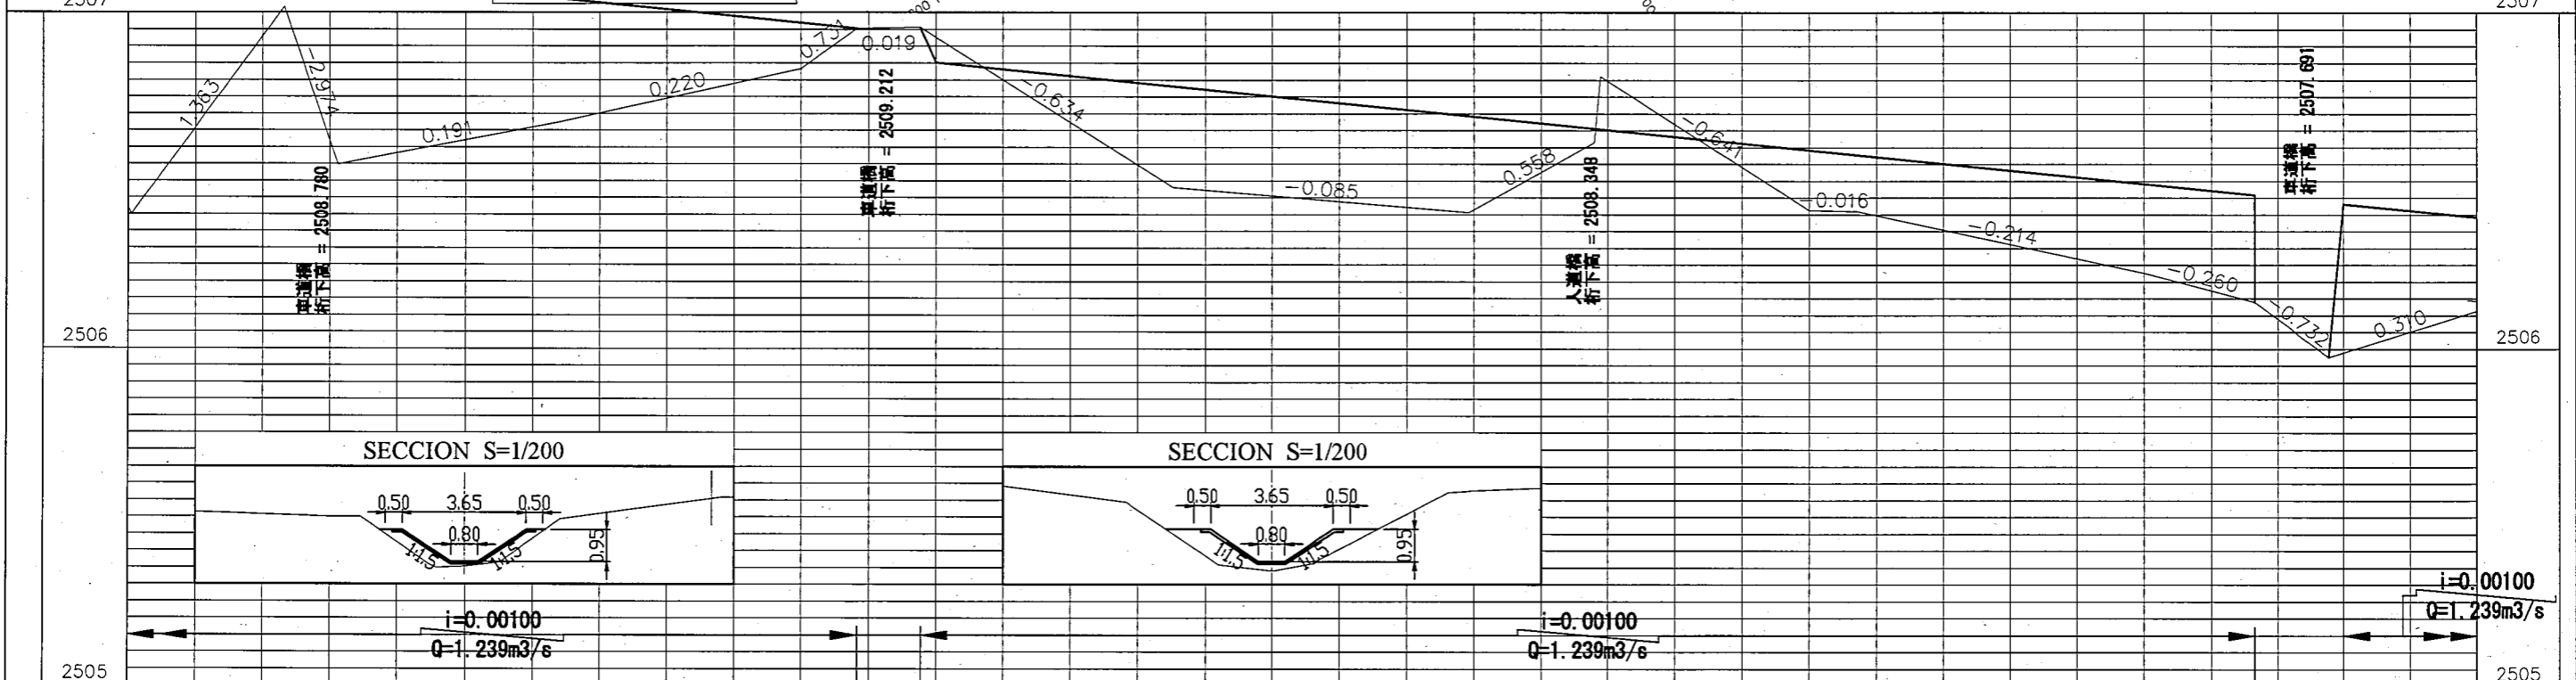 2507
2507
1.363
-2.974
0.191
0.220
0.731
0.019
-0.634
-0.085
0.558
-0.641
-0.016
-0.214
-0.260
-0.732
0.310
車道橋
桁下高 = 2508.780
車道橋
桁下高 = 2509.212
人道橋
桁下高 = 2508.348
車道橋
桁下高 = 2507.691
2506
2506
SECCION S=1/200
0.50 3.65 0.50
0.80
1:1.5 1:1.5
0.95
SECCION S=1/200
0.50 3.65 0.50
0.80
1:1.5 1:1.5
0.95
i=0.00100
Q=1.239m3/s
i=0.00100
Q=1.239m3/s
i=0.00100
Q=1.239m3/s
2505
2505